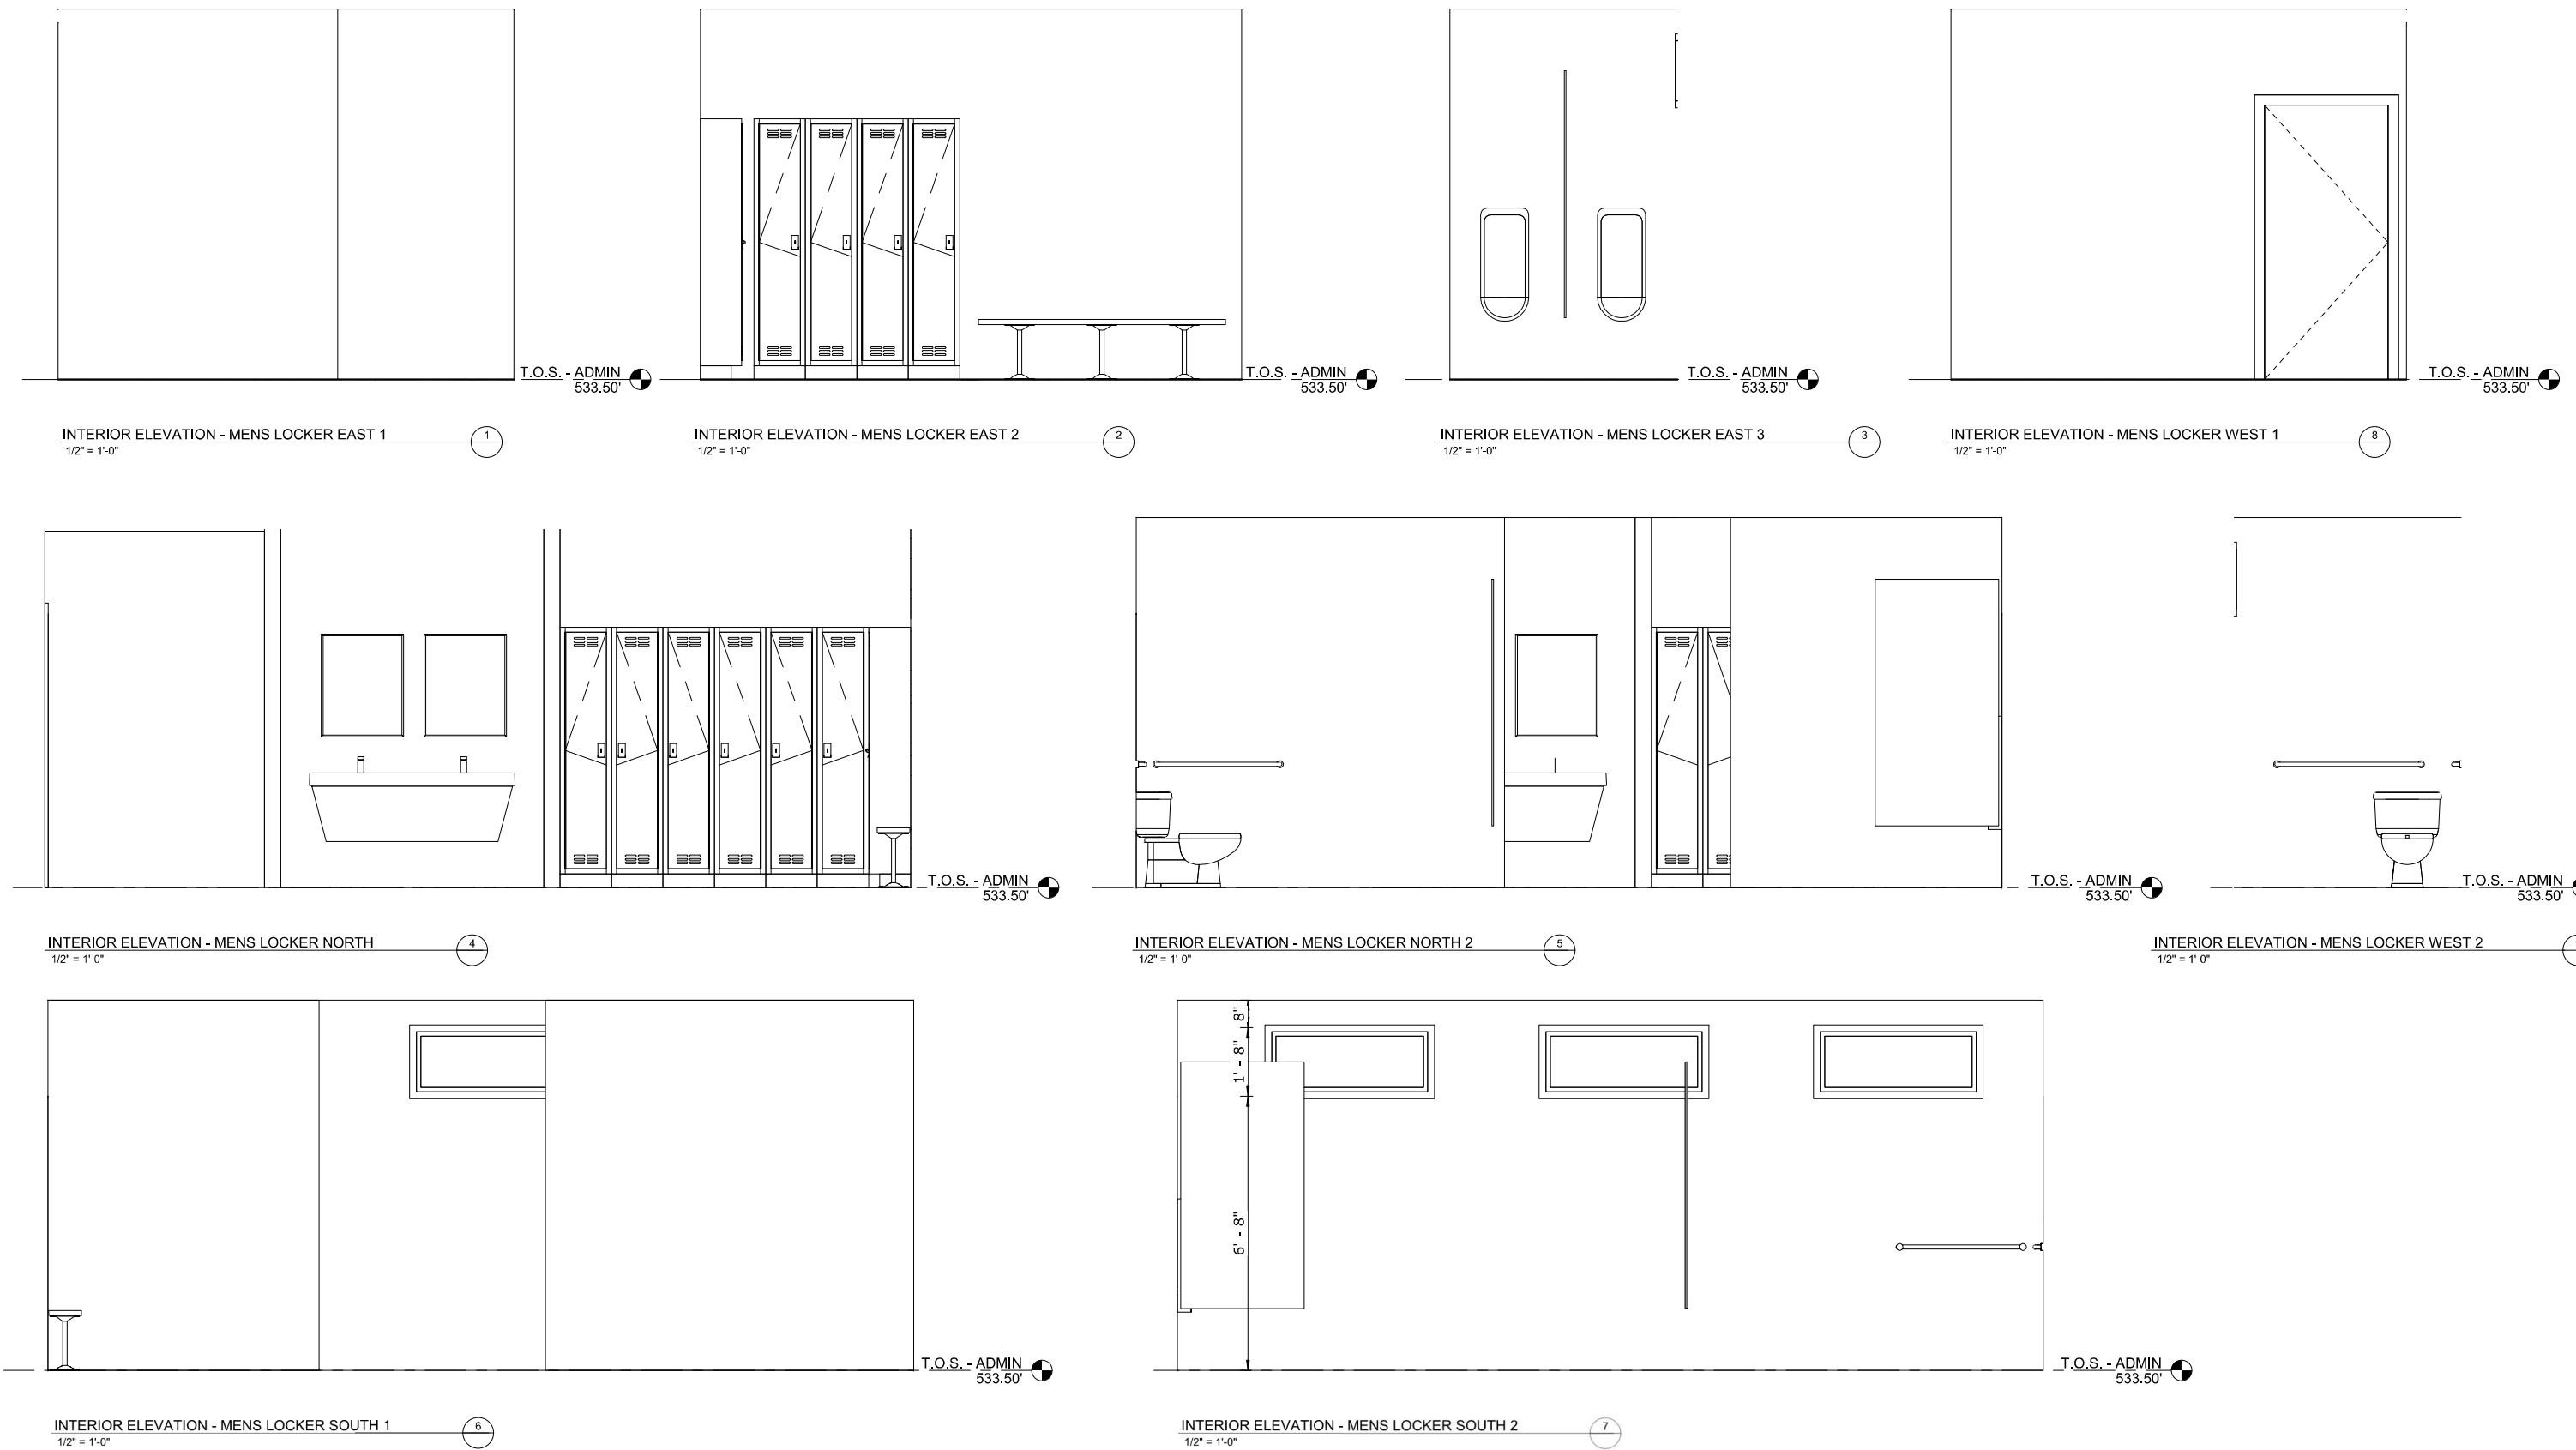 T.O.S. - ADMIN
533.50'
T.O.S. - ADMIN
533.50'
T.O.S. - ADMIN
533.50'
T.O.S. - ADMIN
533.50'
INTERIOR ELEVATION - MENS LOCKER EAST 1
1
1/2" = 1'-0"
INTERIOR ELEVATION - MENS LOCKER EAST 2
2
1/2" = 1'-0"
INTERIOR ELEVATION - MENS LOCKER EAST 3
3
1/2" = 1'-0"
INTERIOR ELEVATION - MENS LOCKER WEST 1
8
1/2" = 1'-0"
T.O.S. - ADMIN
533.50'
T.O.S. - ADMIN
533.50'
T.O.S. - ADMIN
533.50'
INTERIOR ELEVATION - MENS LOCKER NORTH
4
1/2" = 1'-0"
INTERIOR ELEVATION - MENS LOCKER NORTH 2
5
1/2" = 1'-0"
INTERIOR ELEVATION - MENS LOCKER WEST 2
1/2" = 1'-0"
8"
1' - 8"
6' - 8"
T.O.S. - ADMIN
533.50'
T.O.S. - ADMIN
533.50'
INTERIOR ELEVATION - MENS LOCKER SOUTH 1
6
1/2" = 1'-0"
INTERIOR ELEVATION - MENS LOCKER SOUTH 2
7
1/2" = 1'-0"